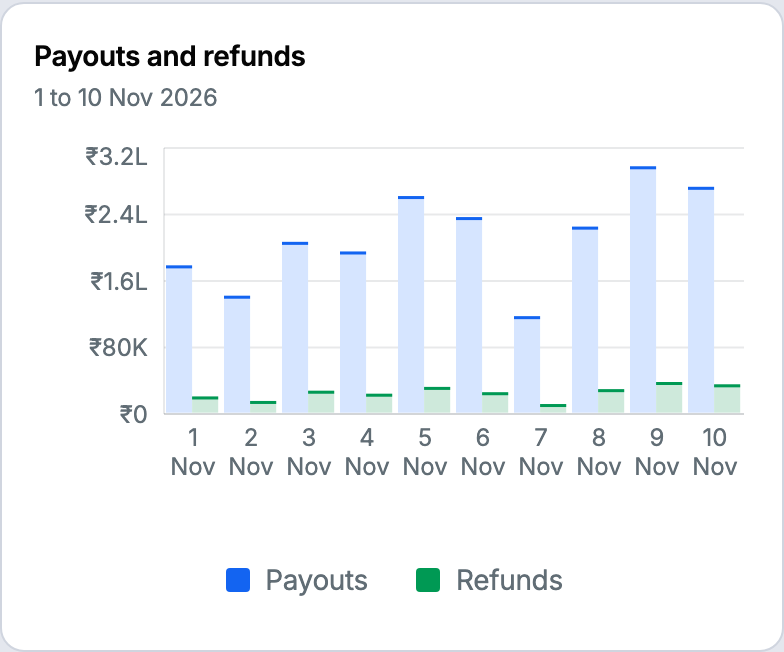 Payouts and refunds
1 to 10 Nov 2026
₹3.2L
₹2.4L
₹1.6L
₹80K
₹0
1 2 3 4 5 6 7 8 9 10
Nov Nov Nov Nov Nov Nov Nov Nov Nov Nov
Payouts Refunds